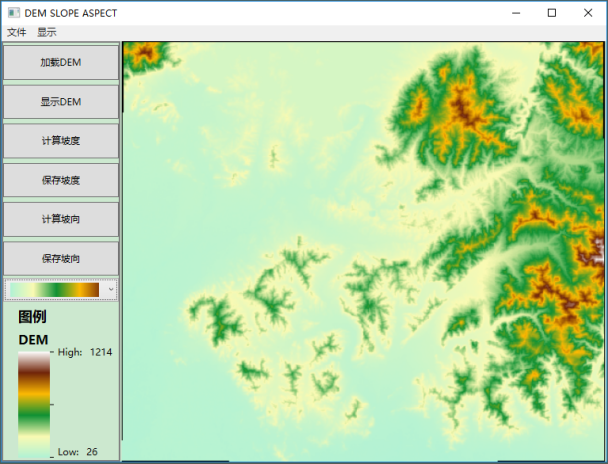 DEM SLOPE ASPECT
文件 显示
加载DEM
显示DEM
计算坡度
保存坡度
计算坡向
保存坡向
图例
DEM
High: 1214
Low: 26